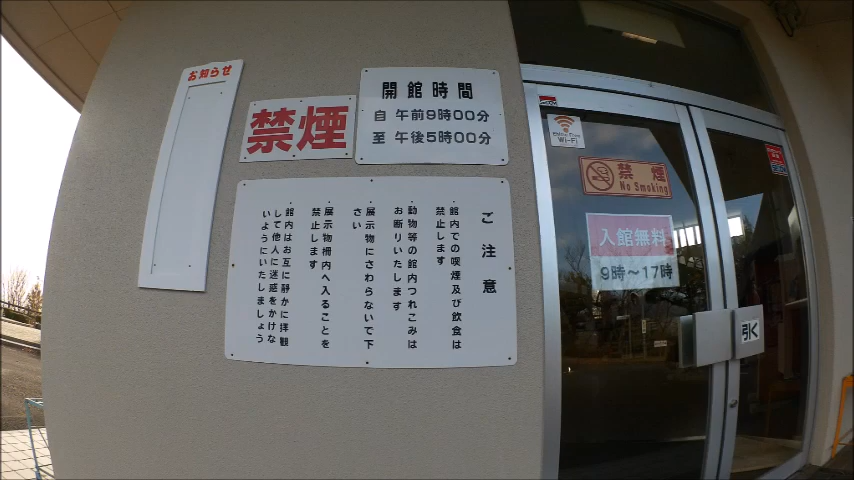 お知らせ
禁煙
開館時間
自 午前9時00分
至 午後5時00分
ご注意
・館内での喫煙及び飲食は
禁止します
・動物等の館内つれこみは
お断りいたします
・展示物にさわらないで下
さい
・展示物柵内へ入ることを
禁止します
・館内はお互に静かに拝観
して他人に迷惑をかけな
いようにいたしましょう
Wi-Fi
禁煙
No Smoking
入館無料
9時～17時
引く